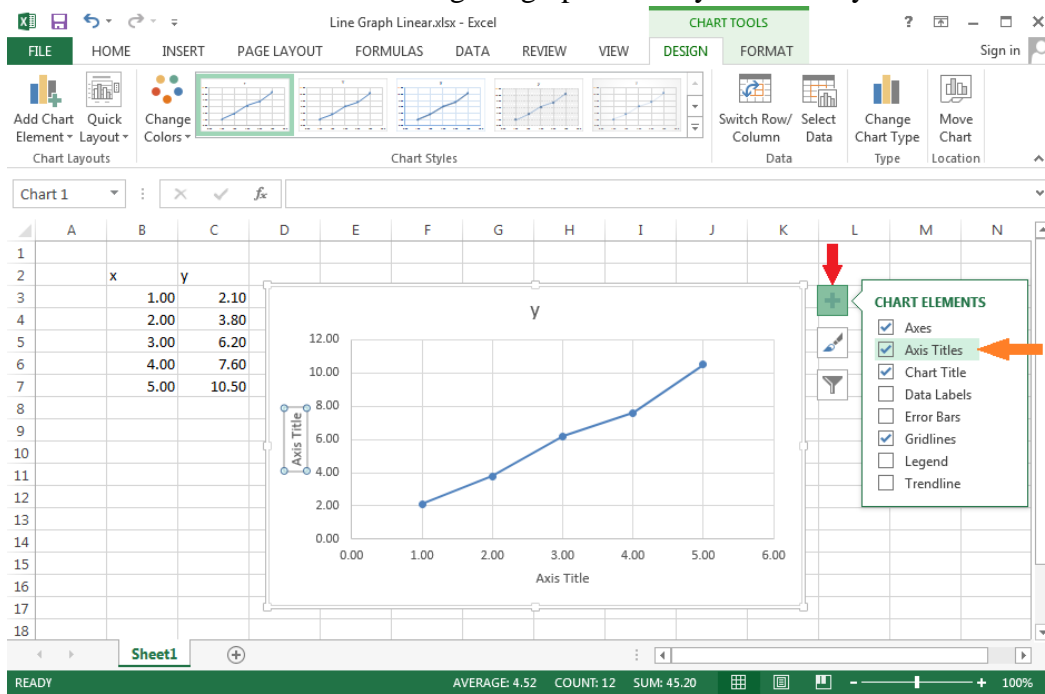 Line Graph Linear.xlsx - Excel
CHART TOOLS
?
FILE HOME INSERT PAGE LAYOUT FORMULAS DATA REVIEW VIEW DESIGN FORMAT Sign in
Add Chart Element
Quick Layout
Change Colors
Switch Row/ Column
Select Data
Change Chart Type
Move Chart
Chart Layouts Chart Styles Data Type Location
Chart 1 fx
A B C D E F G H I J K L M N
1
2 x y
3 1.00 2.10
4 2.00 3.80
5 3.00 6.20
6 4.00 7.60
7 5.00 10.50
8
9
10
11
12
13
14
15
16
17
18
y
12.00
10.00
8.00
6.00
4.00
2.00
0.00
Axis Title
0.00 1.00 2.00 3.00 4.00 5.00 6.00
Axis Title
CHART ELEMENTS
Axes
Axis Titles
Chart Title
Data Labels
Error Bars
Gridlines
Legend
Trendline
Sheet1
READY AVERAGE: 4.52 COUNT: 12 SUM: 45.20 100%